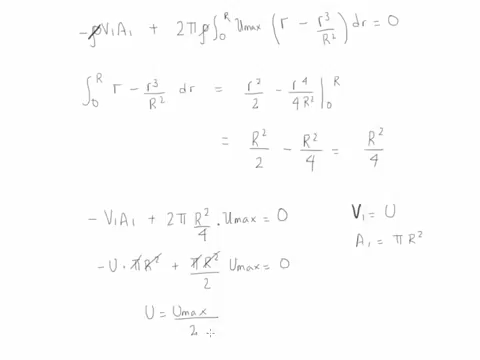 -ρV₁A₁ + 2πρ∫₀ᴿ Umax (r - r³/R²) dr = 0
∫₀ᴿ r - r³/R² dr = r²/2 - r⁴/4R² |₀ᴿ
= R²/2 - R²/4 = R²/4
-V₁A₁ + 2π R²/4 · Umax = 0
V₁ = U
A₁ = πR²
-U · πR² + πR²/2 Umax = 0
U = Umax/2